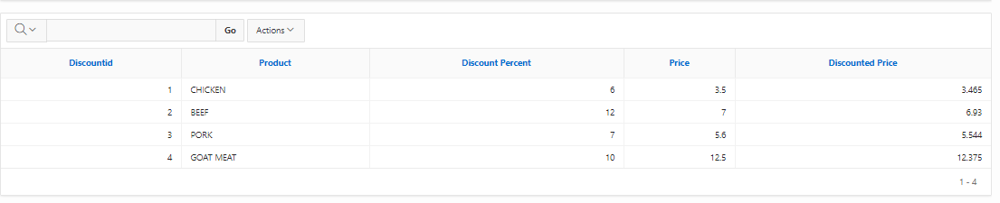 Go Actions
Discountid Product Discount Percent Price Discounted Price
1 CHICKEN 6 3.5 3.465
2 BEEF 12 7 6.93
3 PORK 7 5.6 5.544
4 GOAT MEAT 10 12.5 12.375
1 - 4